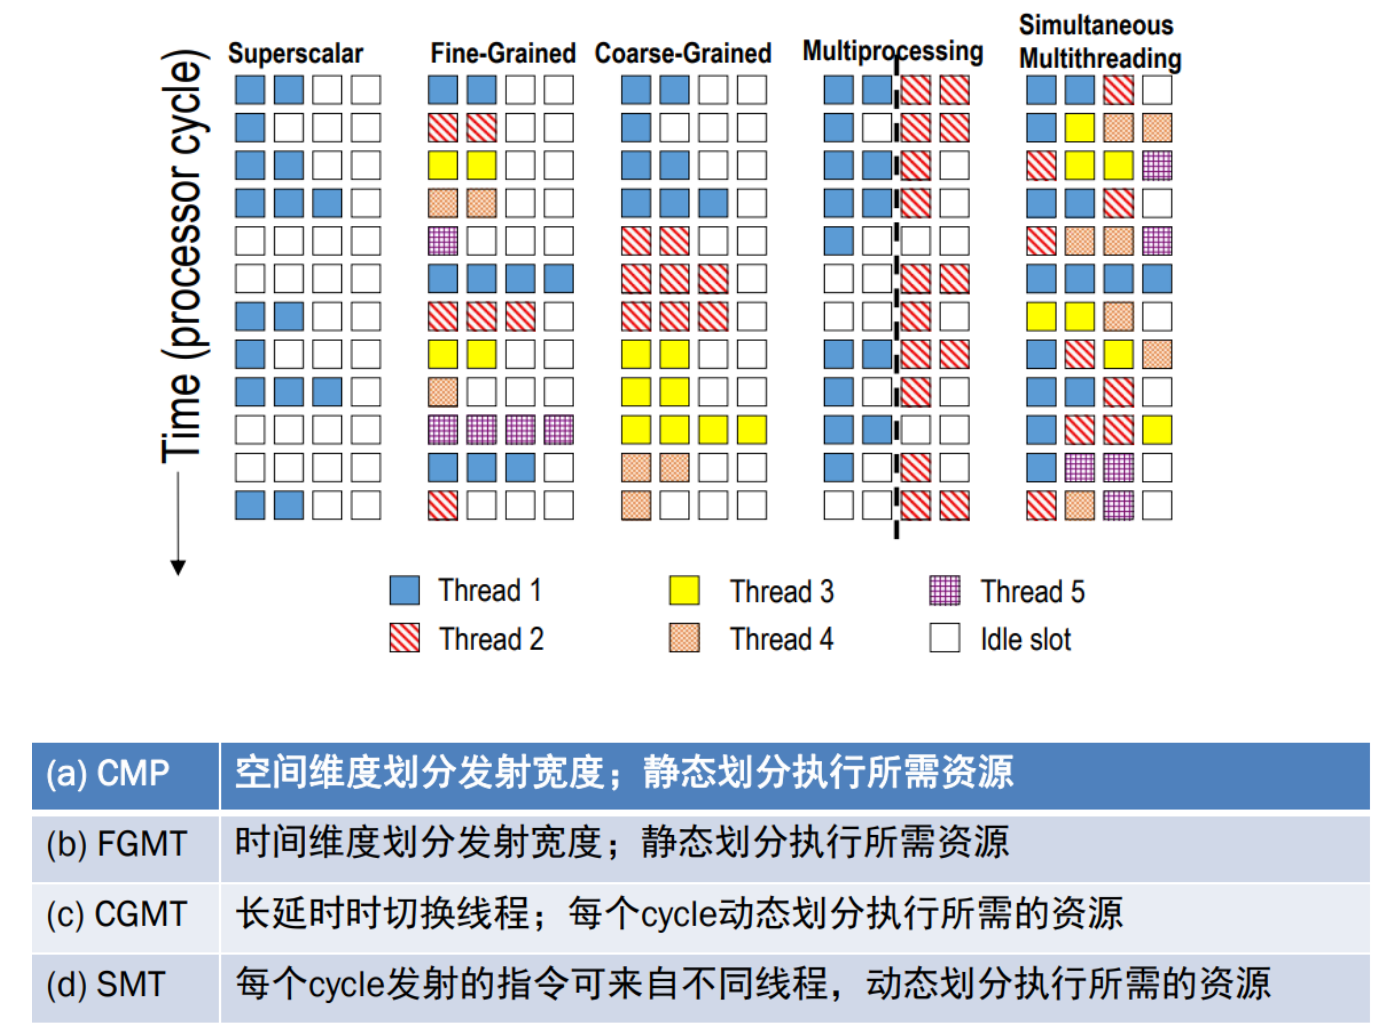 Superscalar
Fine-Grained
Coarse-Grained
Multiprocessing
Simultaneous
Multithreading
Time (processor cycle)
Thread 1
Thread 3
Thread 5
Thread 2
Thread 4
Idle slot
(a) CMP 空间维度划分发射宽度；静态划分执行所需资源
(b) FGMT 时间维度划分发射宽度；静态划分执行所需资源
(c) CGMT 长延时时切换线程；每个cycle动态划分执行所需的资源
(d) SMT 每个cycle发射的指令可来自不同线程，动态划分执行所需的资源